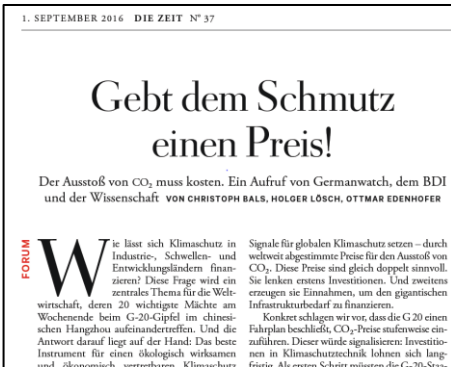 1. SEPTEMBER 2016 DIE ZEIT N° 37
Gebt dem Schmutz
einen Preis!
Der Ausstoß von CO₂ muss kosten. Ein Aufruf von Germanwatch, dem BDI
und der Wissenschaft VON CHRISTOPH BALS, HOLGER LÖSCH, OTTMAR EDENHOFER
FORUM
Wie lässt sich Klimaschutz in
Industrie-, Schwellen- und
Entwicklungsländern finan-
zieren? Diese Frage wird ein
zentrales Thema für die Welt-
wirtschaft, deren 20 wichtigste Mächte am
Wochenende beim G-20-Gipfel im chinesi-
schen Hangzhou aufeinandertreffen. Und die
Antwort darauf liegt auf der Hand: Das beste
Instrument für einen ökologisch wirksamen
und ökonomisch vertretbaren Klimaschutz
Signale für globalen Klimaschutz setzen – durch
weltweit abgestimmte Preise für den Ausstoß von
CO₂. Diese Preise sind gleich doppelt sinnvoll.
Sie lenken erstens Investitionen. Und zweitens
erzeugen sie Einnahmen, um den gigantischen
Infrastrukturbedarf zu finanzieren.
Konkret schlagen wir vor, dass die G 20 einen
Fahrplan beschließt, CO₂-Preise stufenweise ein-
zuführen. Dieser würde signalisieren: Investitio-
nen in Klimaschutztechnik lohnen sich lang-
fristig. Als ersten Schritt müssten die G-20-Staa-